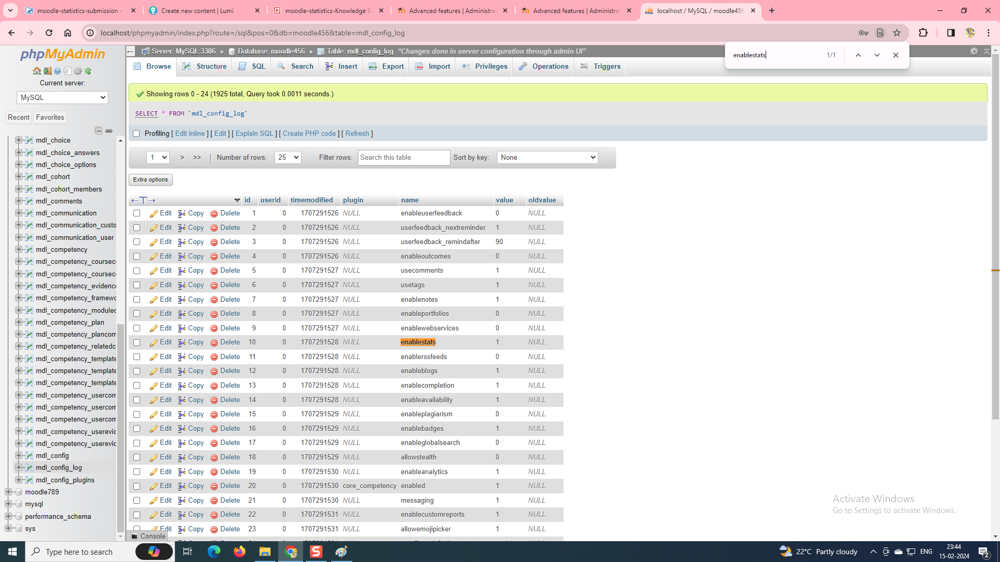 moodle-statistics-submission -
Create new content | Lumi
moodle-statistics-Knowledge S
Advanced features | Administra
Advanced features | Administra
localhost / MySQL / moodle456
localhost/phpmyadmin/index.php?route=/sql&pos=0&db=moodle456&table=mdl_config_log
enablestats 1/1
phpMyAdmin
Current server:
MySQL
Recent Favorites
mdl_choice
mdl_choice_answers
mdl_choice_options
mdl_cohort
mdl_cohort_members
mdl_comments
mdl_communication
mdl_communication_custo
mdl_communication_user
mdl_competency
mdl_competency_coursec
mdl_competency_coursec
mdl_competency_evidence
mdl_competency_framewo
mdl_competency_modulec
mdl_competency_plan
mdl_competency_plancom
mdl_competency_relatedc
mdl_competency_template
mdl_competency_template
mdl_competency_template
mdl_competency_usercom
mdl_competency_usercom
mdl_competency_usercom
mdl_competency_userevic
mdl_competency_userevic
mdl_config
mdl_config_log
mdl_config_plugins
moodle789
mysql
performance_schema
sys
Server: MySQL:3306 » Database: moodle456 » Table: mdl_config_log "Changes done in server configuration through admin UI"
Browse Structure SQL Search Insert Export Import Privileges Operations Triggers
Showing rows 0 - 24 (1925 total, Query took 0.0011 seconds.)
SELECT * FROM `mdl_config_log`
Profiling [ Edit inline ] [ Edit ] [ Explain SQL ] [ Create PHP code ] [ Refresh ]
1 > >> | Number of rows: 25 Filter rows: Search this table Sort by key: None
Extra options
←T→ id userid timemodified plugin name value oldvalue
Edit Copy Delete 1 0 1707291526 NULL enableuserfeedback 0 NULL
Edit Copy Delete 2 0 1707291526 NULL userfeedback_nextreminder 1 NULL
Edit Copy Delete 3 0 1707291526 NULL userfeedback_remindafter 90 NULL
Edit Copy Delete 4 0 1707291526 NULL enableoutcomes 0 NULL
Edit Copy Delete 5 0 1707291527 NULL usecomments 1 NULL
Edit Copy Delete 6 0 1707291527 NULL usetags 1 NULL
Edit Copy Delete 7 0 1707291527 NULL enablenotes 1 NULL
Edit Copy Delete 8 0 1707291527 NULL enableportfolios 0 NULL
Edit Copy Delete 9 0 1707291527 NULL enablewebservices 0 NULL
Edit Copy Delete 10 0 1707291528 NULL enablestats 1 NULL
Edit Copy Delete 11 0 1707291528 NULL enablerssfeeds 0 NULL
Edit Copy Delete 12 0 1707291528 NULL enableblogs 1 NULL
Edit Copy Delete 13 0 1707291528 NULL enablecompletion 1 NULL
Edit Copy Delete 14 0 1707291528 NULL enableavailability 1 NULL
Edit Copy Delete 15 0 1707291529 NULL enableplagiarism 0 NULL
Edit Copy Delete 16 0 1707291529 NULL enablebadges 1 NULL
Edit Copy Delete 17 0 1707291529 NULL enableglobalsearch 0 NULL
Edit Copy Delete 18 0 1707291529 NULL allowstealth 0 NULL
Edit Copy Delete 19 0 1707291530 NULL enableanalytics 1 NULL
Edit Copy Delete 20 0 1707291530 core_competency enabled 1 NULL
Edit Copy Delete 21 0 1707291530 NULL messaging 1 NULL
Edit Copy Delete 22 0 1707291531 NULL enablecustomreports 1 NULL
Edit Copy Delete 23 0 1707291531 NULL allowemojipicker 1 NULL
Console
Activate Windows
Go to Settings to activate Windows.
Type here to search
22°C Partly cloudy
ENG
23:44
15-02-2024
2